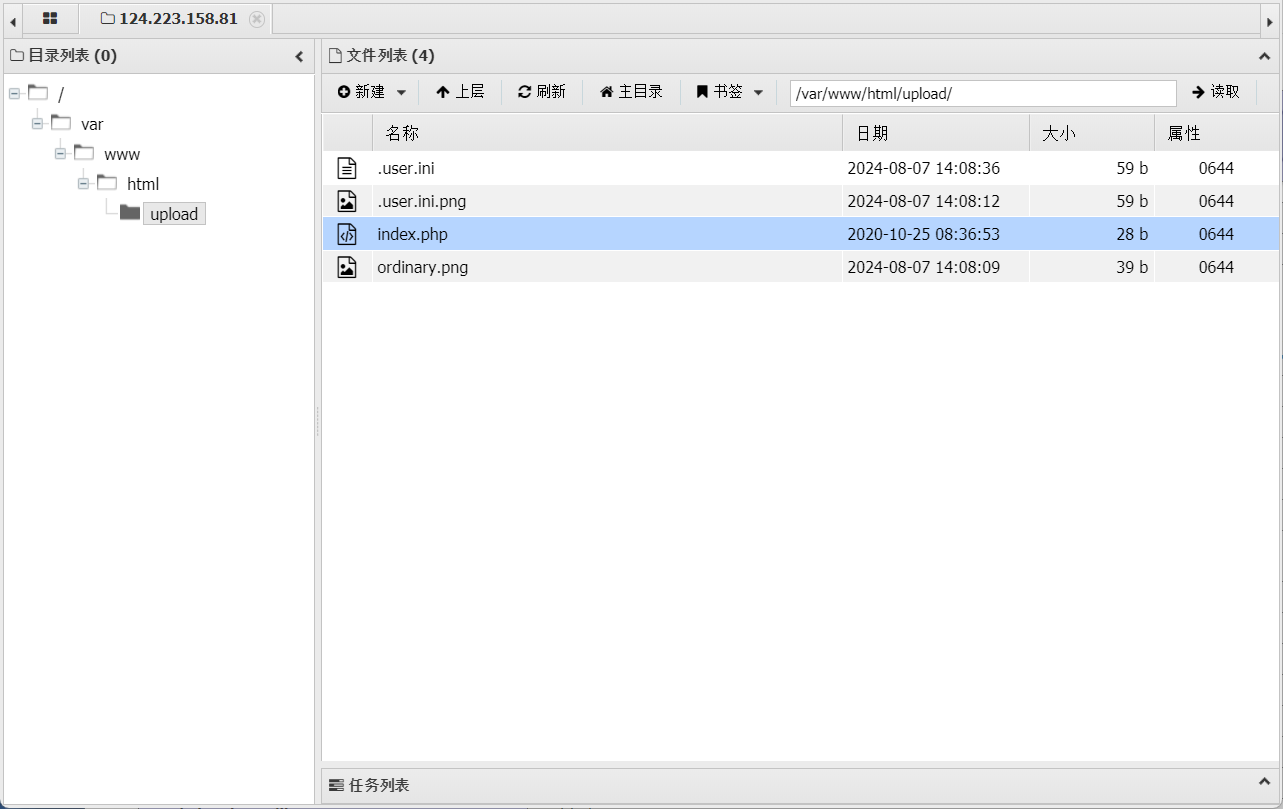 124.223.158.81
目录列表 (0)
/
var
www
html
upload
文件列表 (4)
新建 上层 刷新 主目录 书签 /var/www/html/upload/ 读取
名称 日期 大小 属性
.user.ini 2024-08-07 14:08:36 59 b 0644
.user.ini.png 2024-08-07 14:08:12 59 b 0644
index.php 2020-10-25 08:36:53 28 b 0644
ordinary.png 2024-08-07 14:08:09 39 b 0644
任务列表